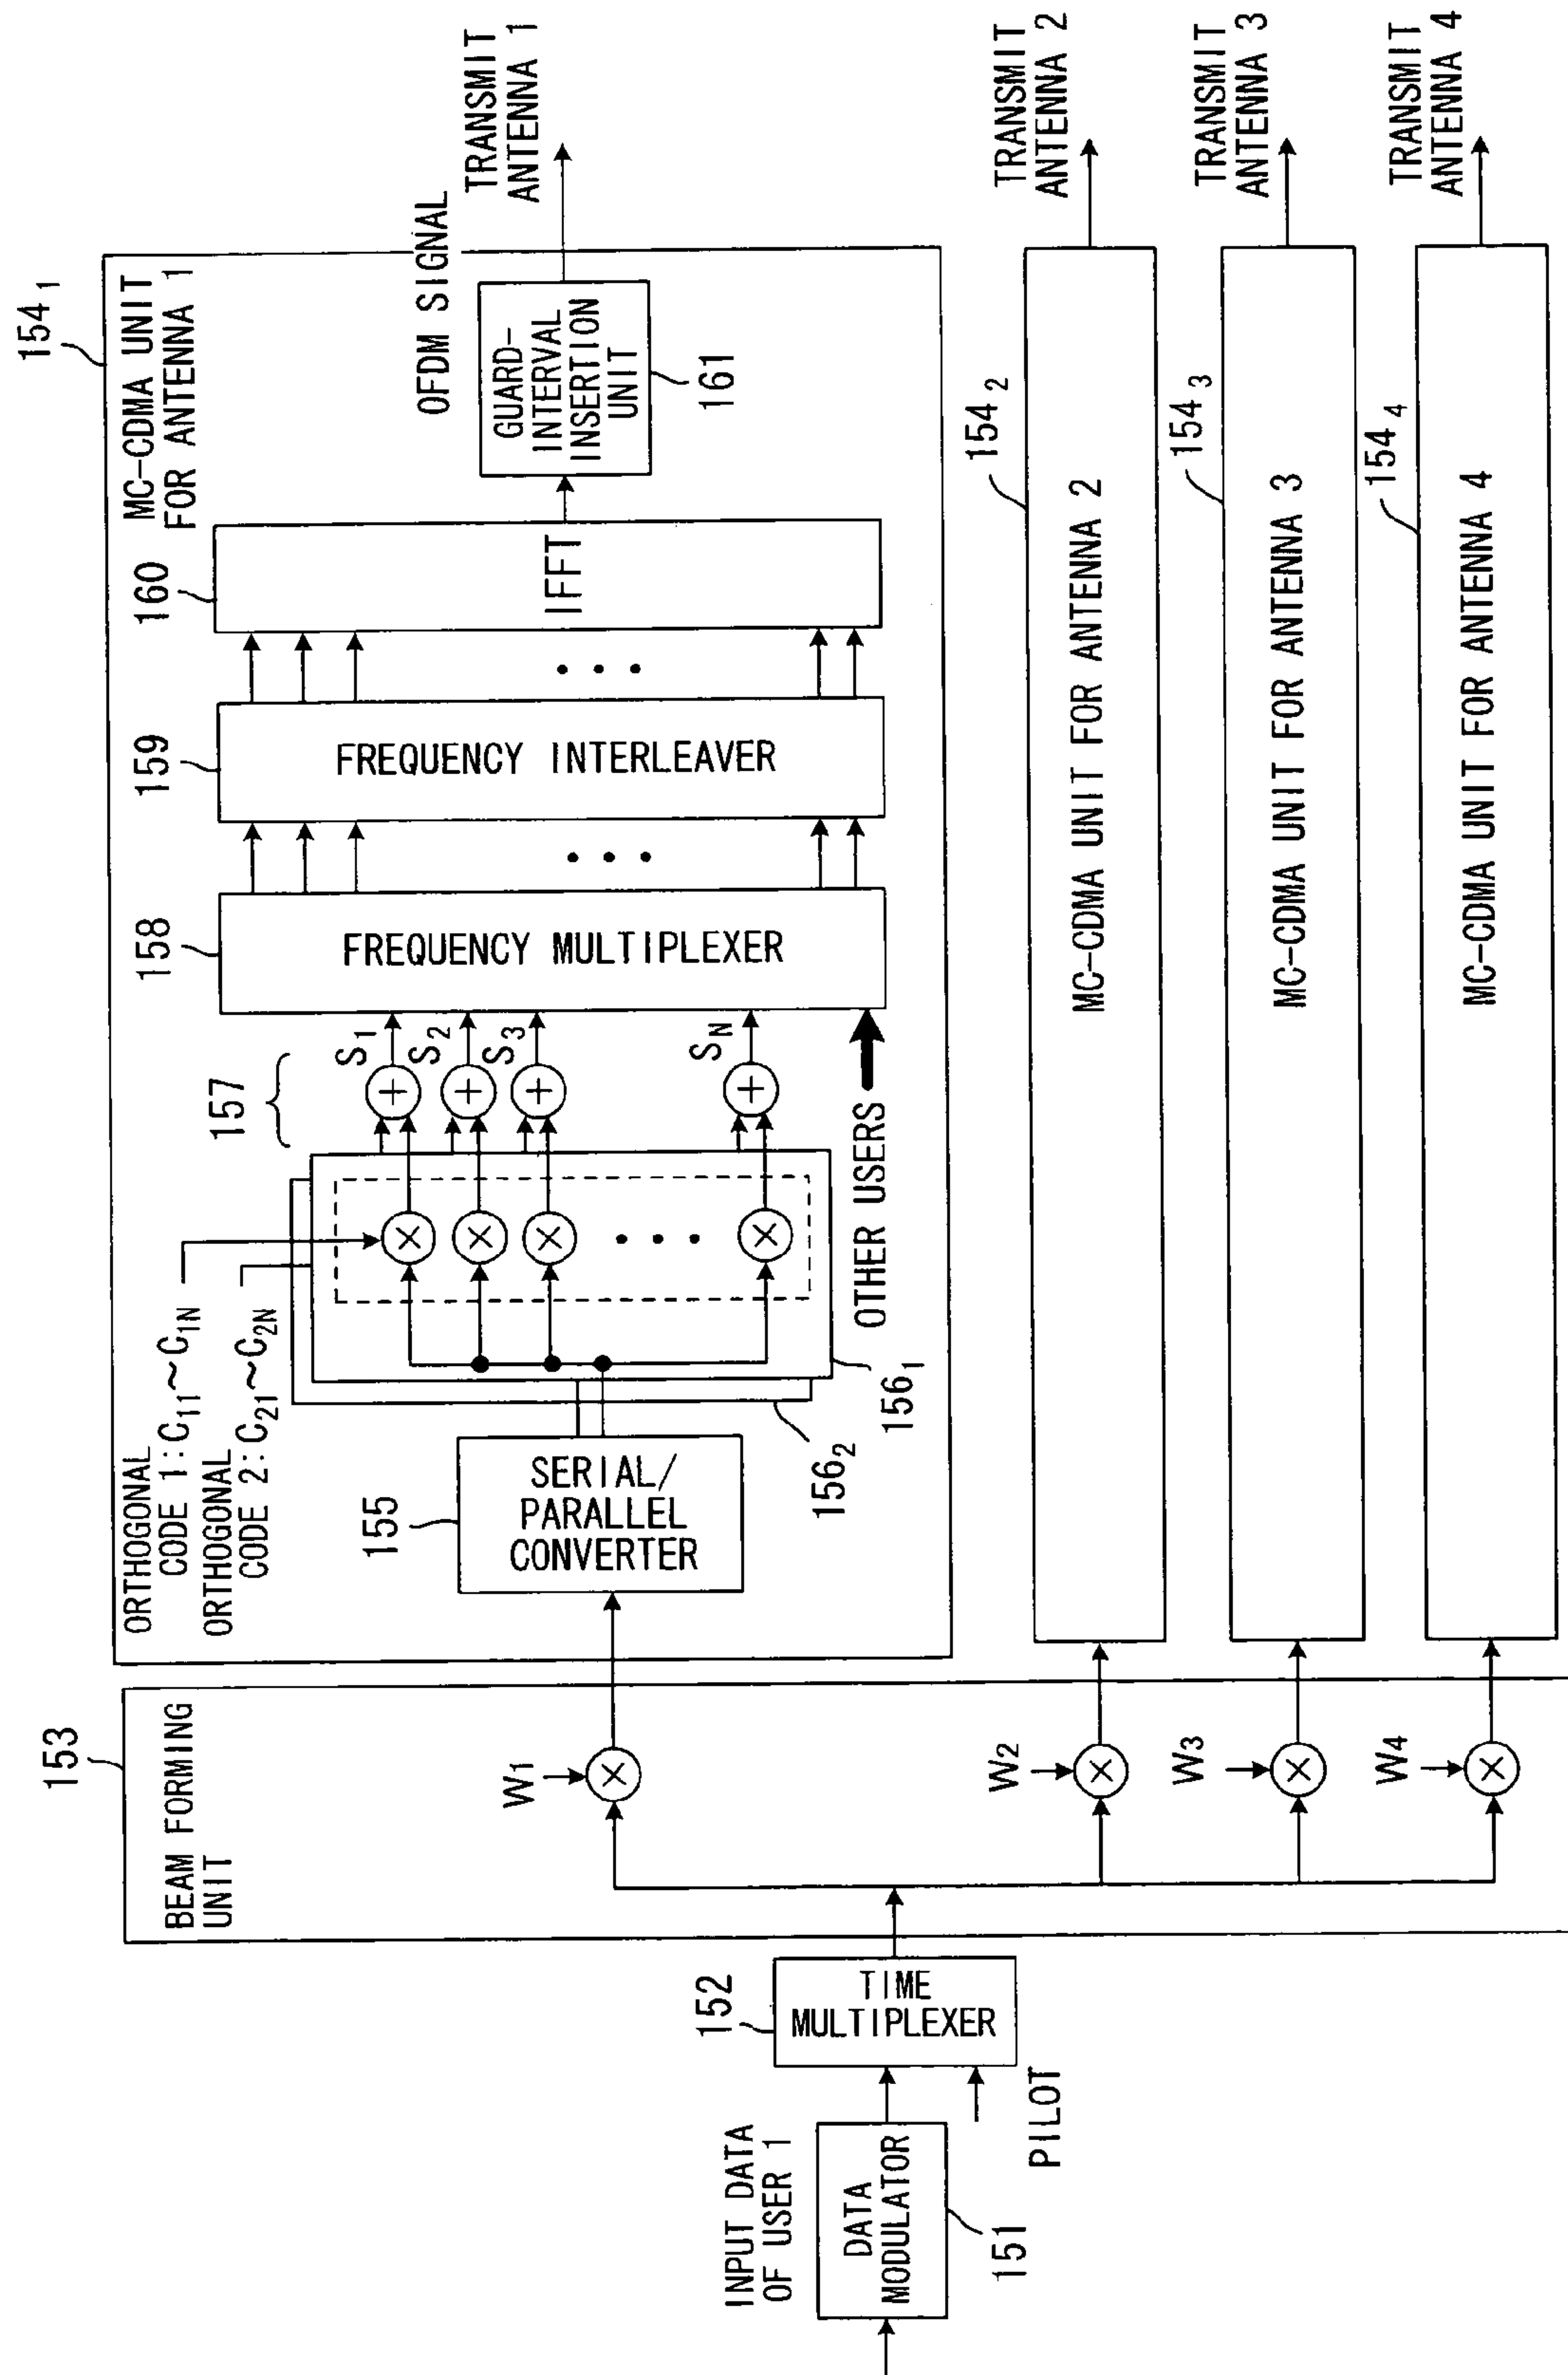 INPUT DATA
OF USER 1
DATA
MODULATOR
151
PILOT
152
TIME
MULTIPLEXER
153
BEAM FORMING
UNIT
W1
W2
W3
W4
154₁
MC-CDMA UNIT
FOR ANTENNA 1
ORTHOGONAL
CODE 1:C₁₁~C₁N
ORTHOGONAL
CODE 2:C₂₁~C₂N
155
SERIAL/
PARALLEL
CONVERTER
156₂
156₁
157
S₁
S₂
S₃
SN
OTHER USERS
158
FREQUENCY MULTIPLEXER
159
FREQUENCY INTERLEAVER
160
IFFT
OFDM SIGNAL
GUARD-
INTERVAL
INSERTION
UNIT
161
TRANSMIT
ANTENNA 1
154₂
MC-CDMA UNIT FOR ANTENNA 2
TRANSMIT
ANTENNA 2
154₃
MC-CDMA UNIT FOR ANTENNA 3
TRANSMIT
ANTENNA 3
154₄
MC-CDMA UNIT FOR ANTENNA 4
TRANSMIT
ANTENNA 4